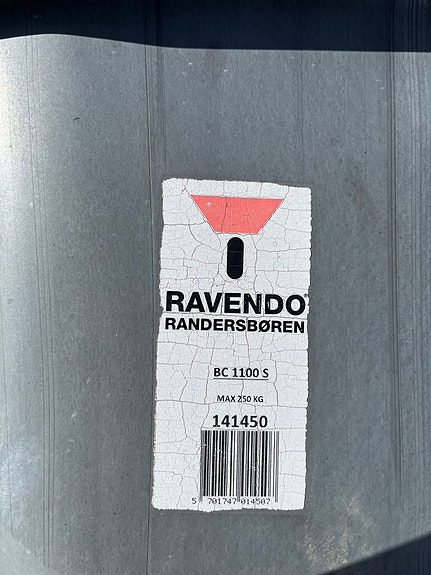 RAVENDO®
RANDERSBØREN
BC 1100 S
MAX 250 KG
141450
5 701747 014507